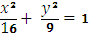 x²/16 + y²/9 = 1